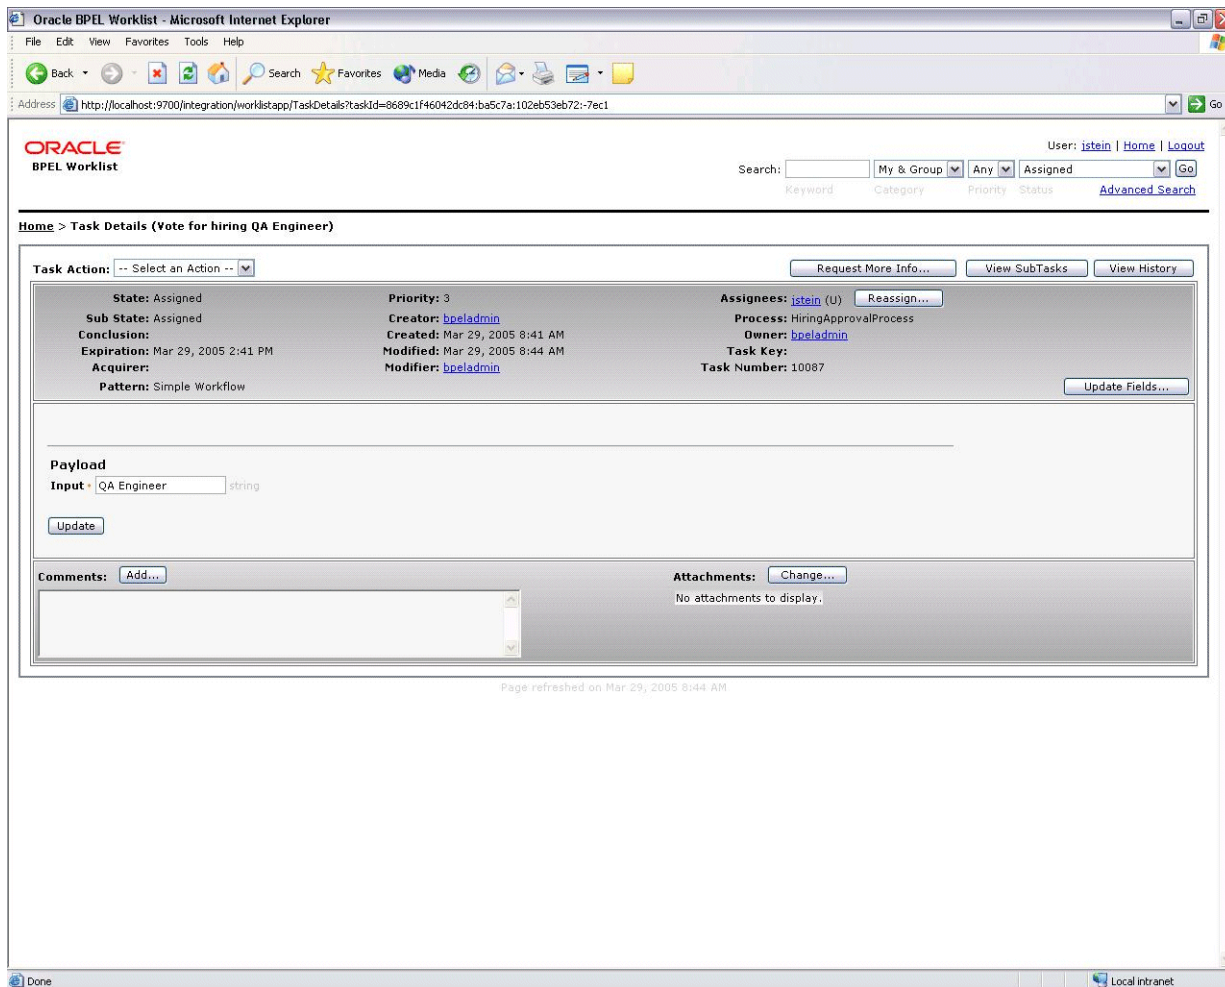 Oracle BPEL Worklist - Microsoft Internet Explorer
File Edit View Favorites Tools Help
Back Search Favorites Media
Address http://localhost:9700/integration/worklistapp/TaskDetails?taskId=8689c1f46042dc84:ba5c7a:102eb53eb72:-7ec1 Go
ORACLE
BPEL Worklist
User: jstein | Home | Logout
Search: My & Group Any Assigned Go
Keyword Category Priority Status Advanced Search
Home > Task Details (Vote for hiring QA Engineer)
Task Action: -- Select an Action -- Request More Info... View SubTasks View History
State: Assigned Priority: 3 Assignees: jstein (U) Reassign...
Sub State: Assigned Creator: bpeladmin Process: HiringApprovalProcess
Conclusion: Created: Mar 29, 2005 8:41 AM Owner: bpeladmin
Expiration: Mar 29, 2005 2:41 PM Modified: Mar 29, 2005 8:44 AM Task Key:
Acquirer: Modifier: bpeladmin Task Number: 10087
Pattern: Simple Workflow Update Fields...
Payload
Input * QA Engineer string
Update
Comments: Add... Attachments: Change...
No attachments to display.
Page refreshed on Mar 29, 2005 8:44 AM
Done Local intranet